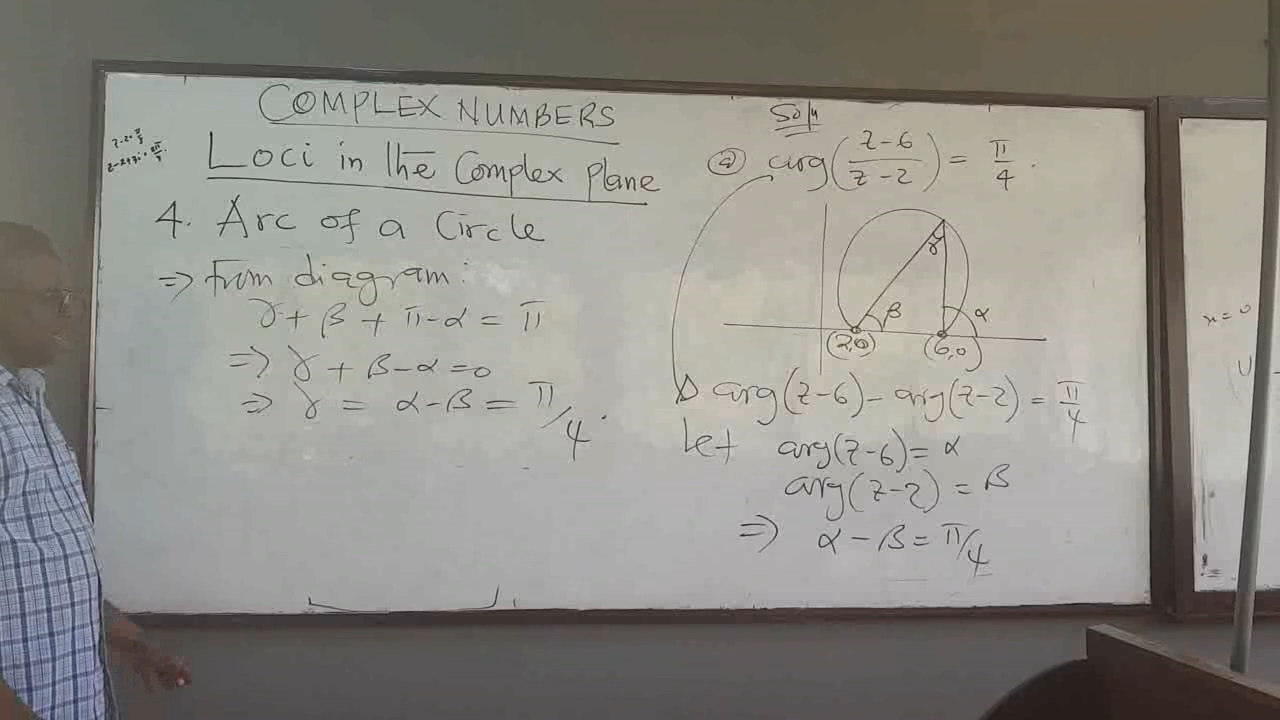 COMPLEX NUMBERS
Loci in the Complex plane
4. Arc of a Circle
⇒ From diagram:
γ + β + π - α = π
⇒ γ + β - α = 0
⇒ γ = α - β = π/4.
Soln
ⓐ arg((z-6)/(z-2)) = π/4.
γ
β
α
(2,0)
(6,0)
arg(z-6) - arg(z-2) = π/4
Let arg(z-6) = α
arg(z-2) = β
⇒ α - β = π/4